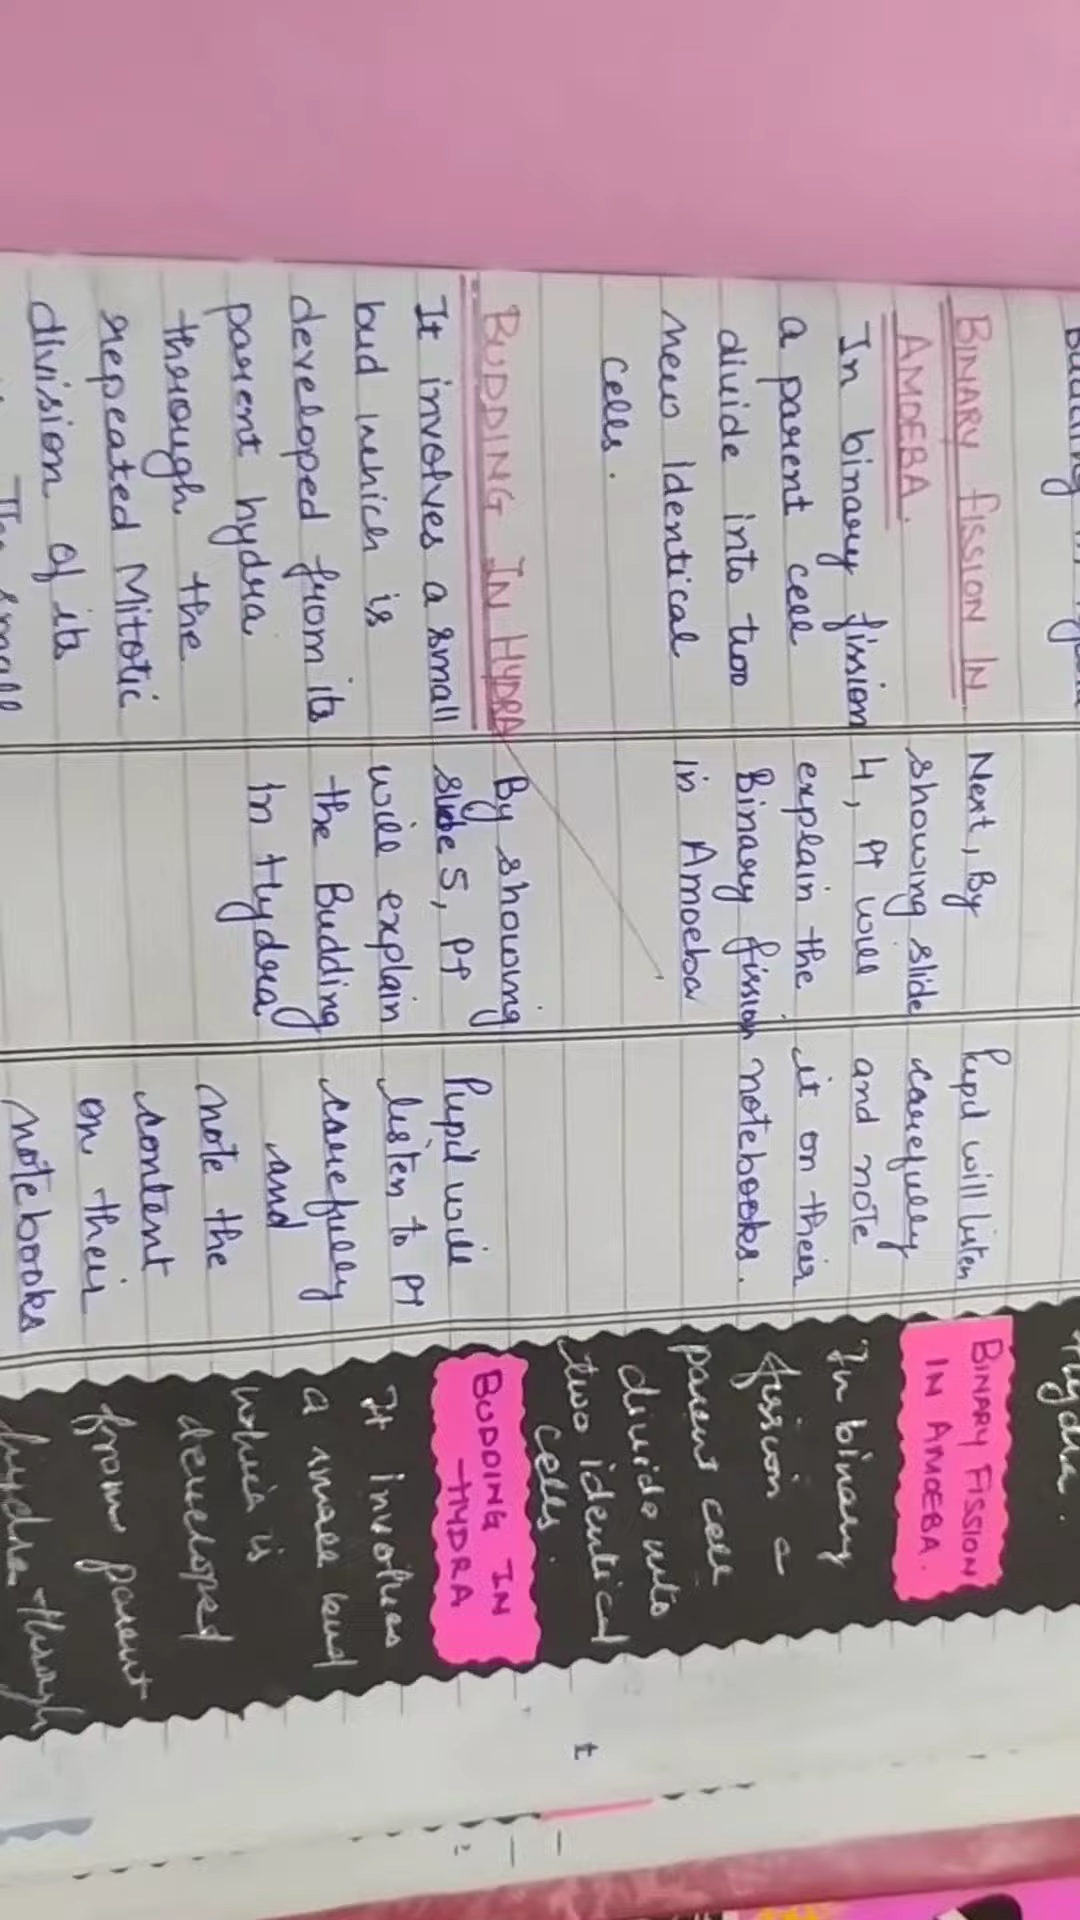 BINARY FISSION IN
AMOEBA.
In binary fission
a parent cell
divide into two
new Identical
cells.
BUDDING IN HYDRA
It involves a small
bud which is
developed from its
parent hydra
through the
repeated Mitotic
division of its
The small
Next, By
showing slide
4, PT will
explain the
Binary fission
in Amoeba
By showing
slide 5, PT
will explain
the Budding
in Hydra
Pupil will listen
carefully
and note
it on their
notebooks.
Pupil will
listen to PT
carefully
and
note the
content
on their
notebooks
Hydra.
BINARY FISSION
IN AMOEBA.
In binary
fission a
parent cell
divide into
two identical
cells.
BUDDING IN
HYDRA
It involves
a small bud
which is
developed
from parent
hydra through
t